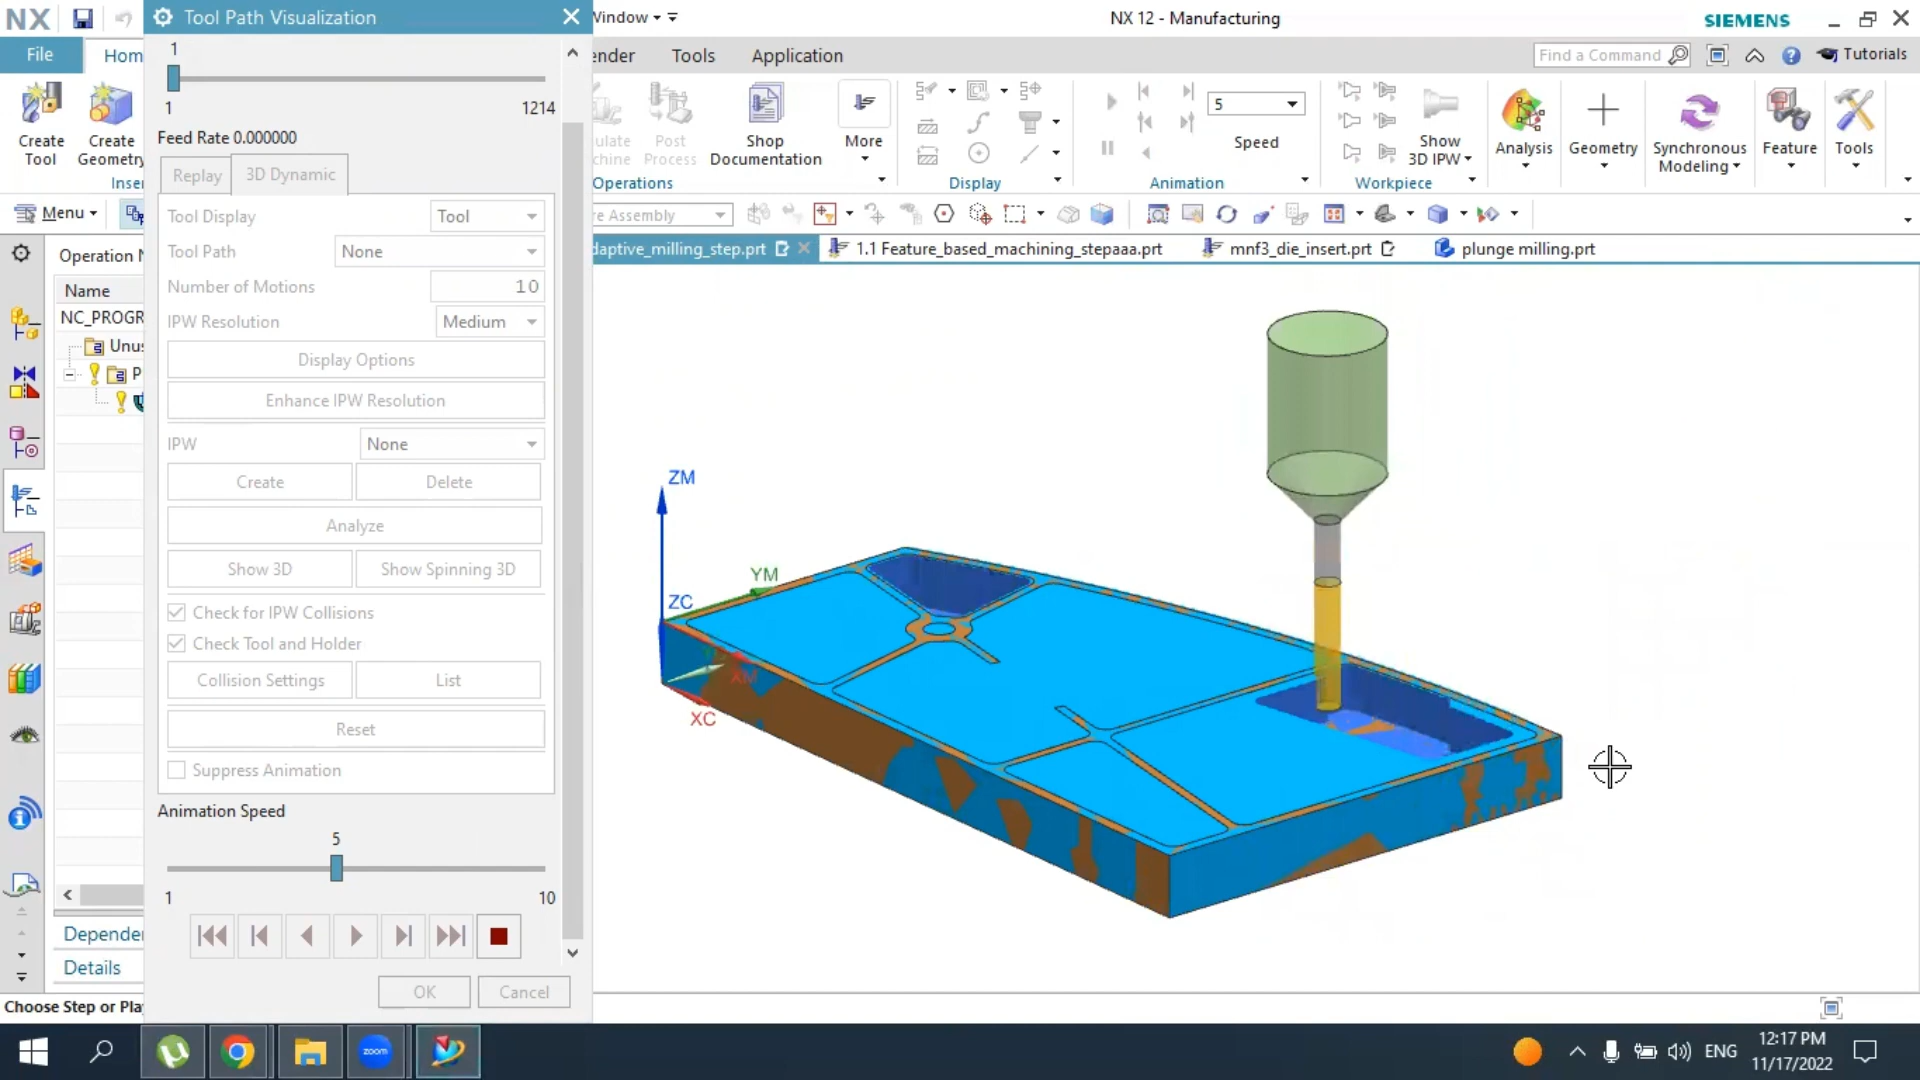 NX
Tool Path Visualization
Window
NX 12 - Manufacturing
SIEMENS
File
Hom
ender
Tools
Application
Find a Command
Tutorials
1
1
1214
Create Tool
Create Geometry
Inser
ulate
chine
Post Process
Shop Documentation
More
Operations
Display
5
Speed
Animation
Show 3D IPW
Workpiece
Analysis
Geometry
Synchronous Modeling
Feature
Tools
Feed Rate 0.000000
Replay
3D Dynamic
Menu
re Assembly
Tool Display
Tool
Tool Path
None
Number of Motions
10
IPW Resolution
Medium
Display Options
Enhance IPW Resolution
IPW
None
Create
Delete
Analyze
Show 3D
Show Spinning 3D
Check for IPW Collisions
Check Tool and Holder
Collision Settings
List
Reset
Suppress Animation
Animation Speed
5
1
10
OK
Cancel
Operation N
Name
NC_PROGR
Unus
P
Depender
Details
Choose Step or Pla
daptive_milling_step.prt
1.1 Feature_based_machining_stepaaa.prt
mnf3_die_insert.prt
plunge milling.prt
ZM
YM
ZC
XM
XC
zoom
ENG
12:17 PM
11/17/2022